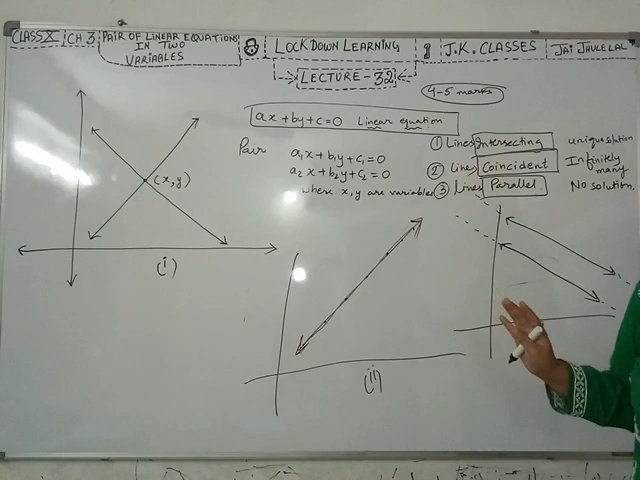 CLASS X CH 3 PAIR OF LINEAR EQUATIONS IN TWO VARIABLES
LOCKDOWN LEARNING
J.K. CLASSES
JAI JHULELAL
LECTURE-32
4-5 marks
ax + by + c = 0 Linear equation
Pair a₁x + b₁y + c₁ = 0
a₂x + b₂y + c₂ = 0
where x, y are variables
① Lines Intersecting unique solution
② Lines Coincident Infinitely many
③ lines Parallel No solution.
(x, y)
(i)
(ii)